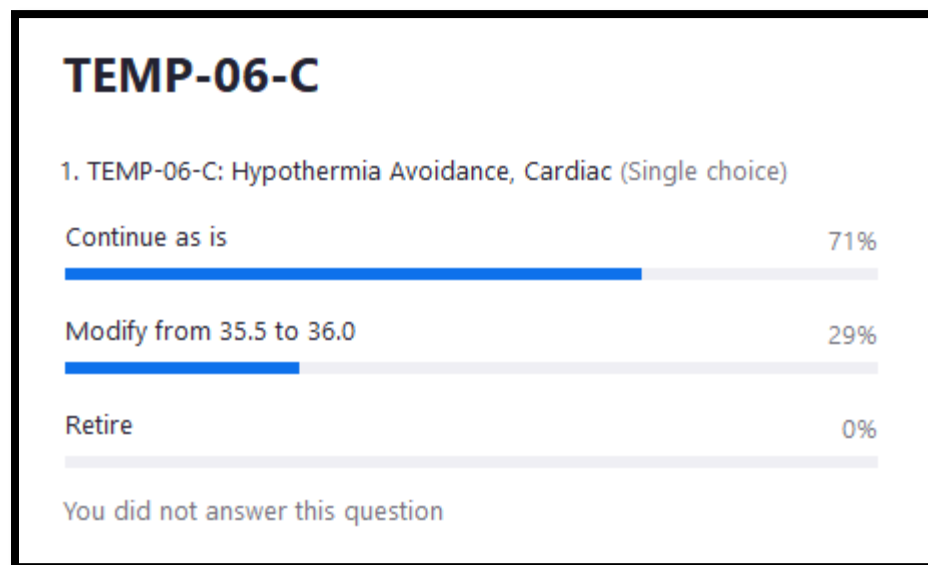 TEMP-06-C
1. TEMP-06-C: Hypothermia Avoidance, Cardiac (Single choice)
Continue as is 71%
Modify from 35.5 to 36.0 29%
Retire 0%
You did not answer this question